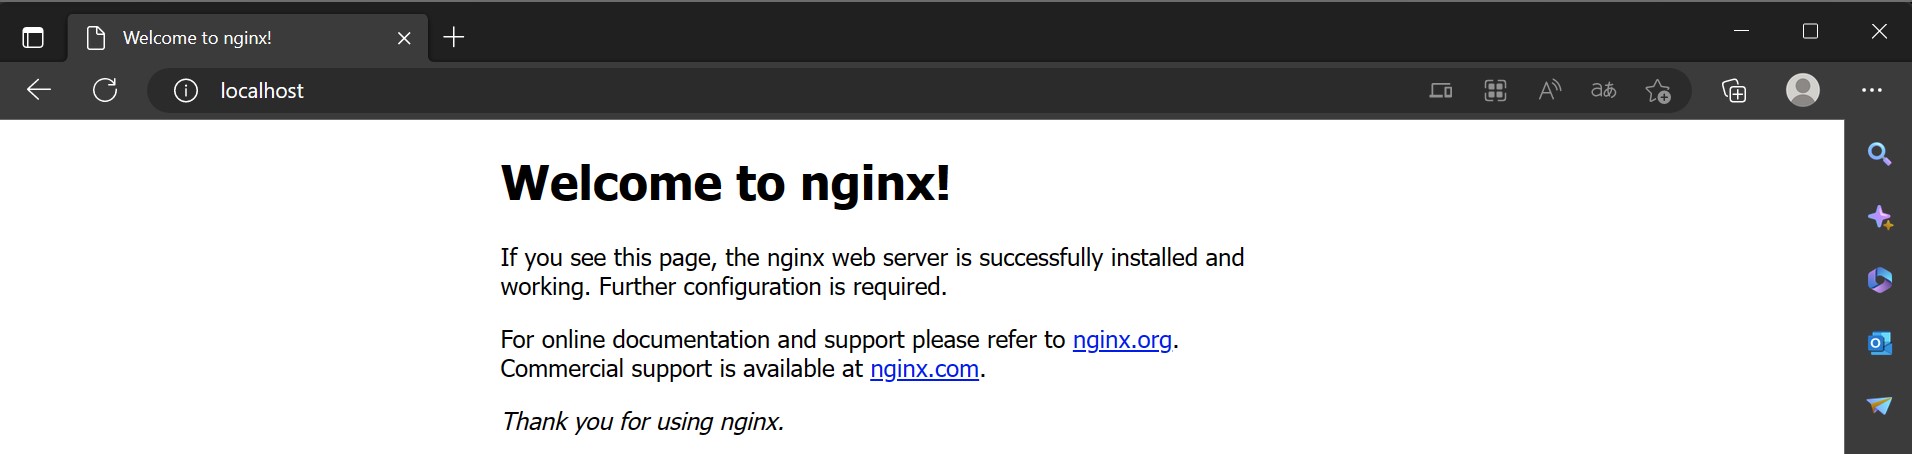 Welcome to nginx!
localhost
Welcome to nginx!
If you see this page, the nginx web server is successfully installed and
working. Further configuration is required.
For online documentation and support please refer to nginx.org.
Commercial support is available at nginx.com.
Thank you for using nginx.